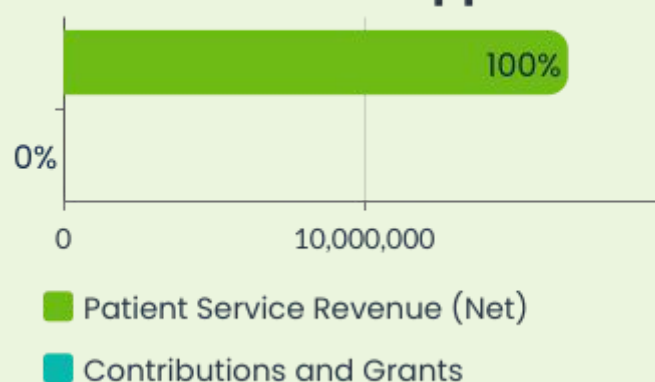 100%
0%
0 10,000,000
Patient Service Revenue (Net)
Contributions and Grants